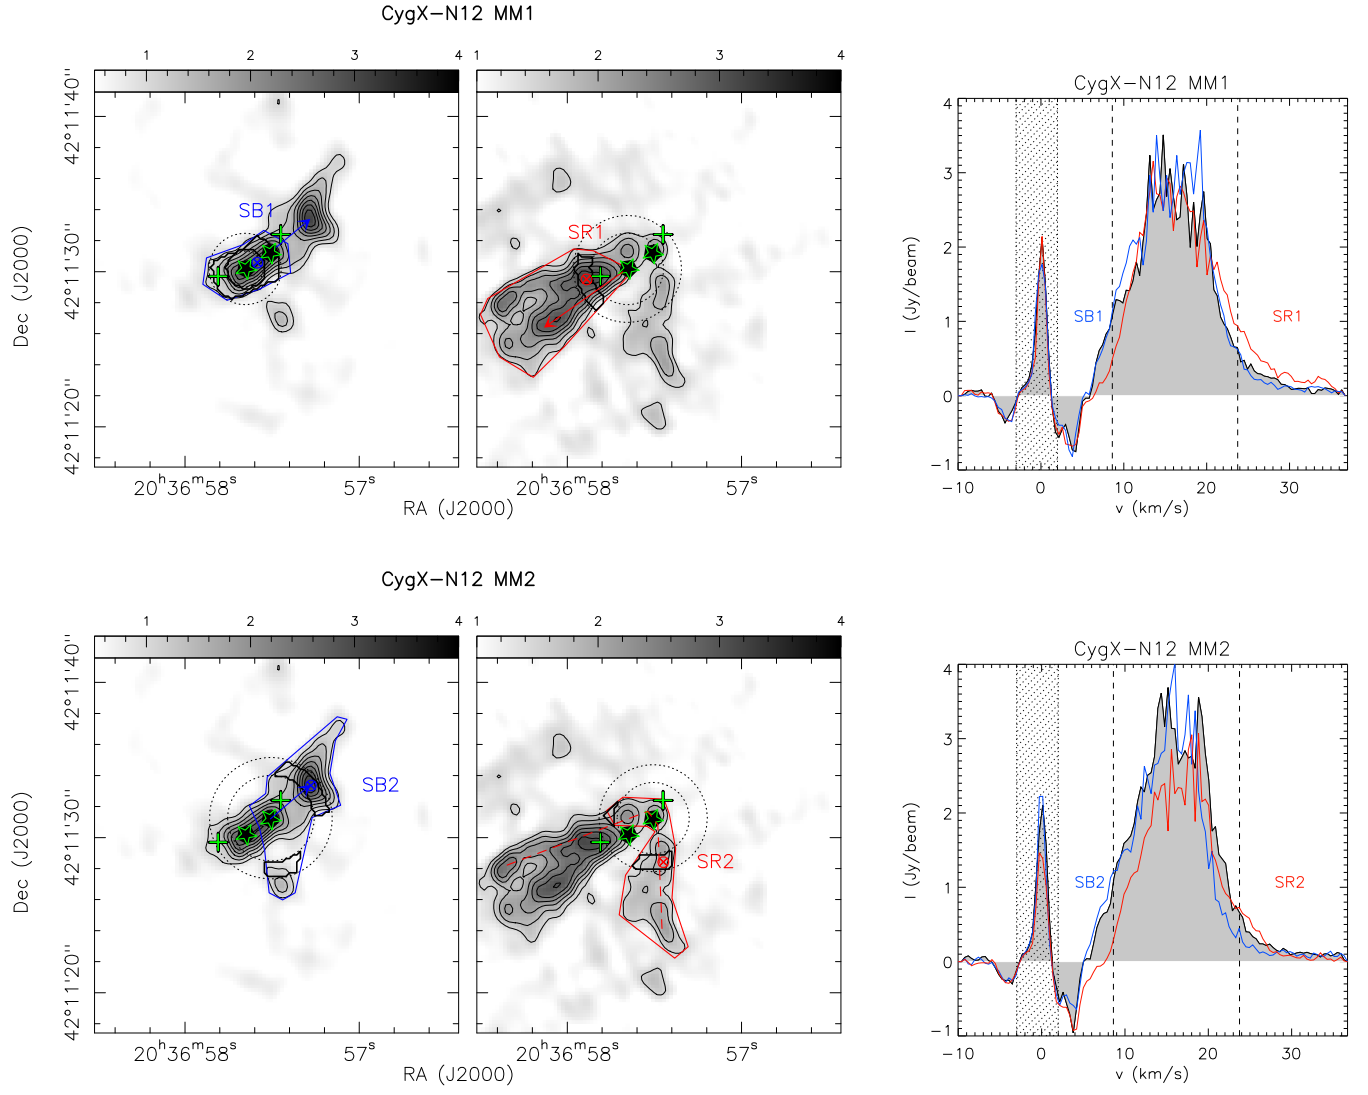 CygX-N12 MM1
1 2 3 4 1 2 3 4
CygX-N12 MM1
42°11'40" 42°11'30" 42°11'20"
Dec (J2000)
SB1
SR1
20h36m58s 57s 20h36m58s 57s
RA (J2000)
4
3
2
1
0
-1
I (Jy/beam)
SB1 SR1
-10 0 10 20 30
v (km/s)
CygX-N12 MM2
1 2 3 4 1 2 3 4
CygX-N12 MM2
42°11'40" 42°11'30" 42°11'20"
Dec (J2000)
SB2
SR2
20h36m58s 57s 20h36m58s 57s
RA (J2000)
4
3
2
1
0
-1
I (Jy/beam)
SB2 SR2
-10 0 10 20 30
v (km/s)